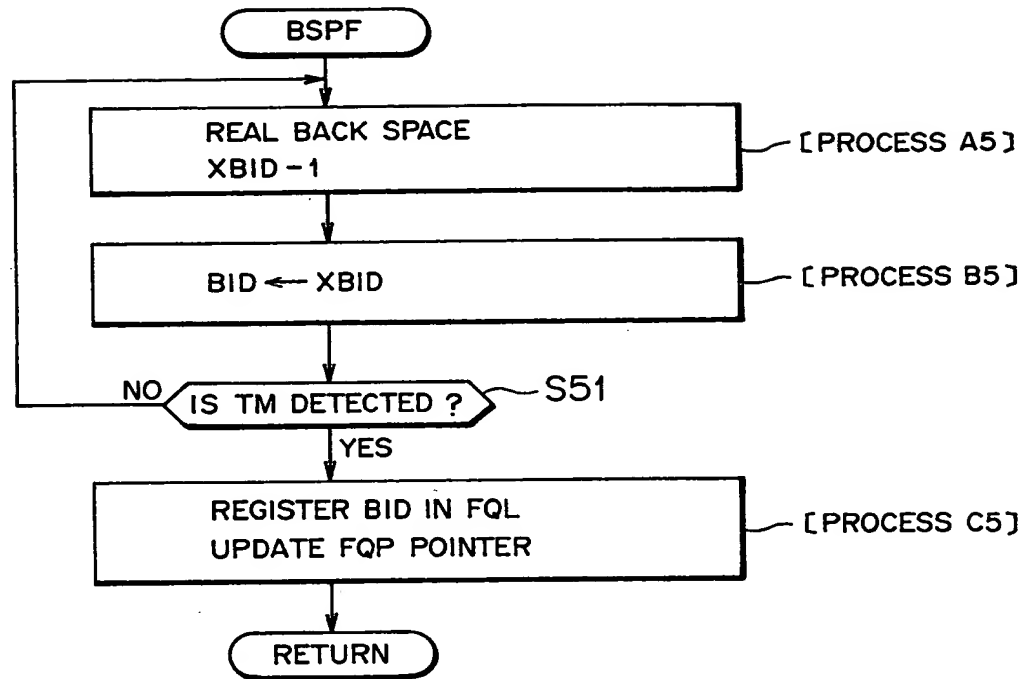 BSPF
REAL BACK SPACE
XBID-1
[PROCESS A5]
BID ← XBID
[PROCESS B5]
NO
IS TM DETECTED ?
S51
YES
REGISTER BID IN FQL
UPDATE FQP POINTER
[PROCESS C5]
RETURN